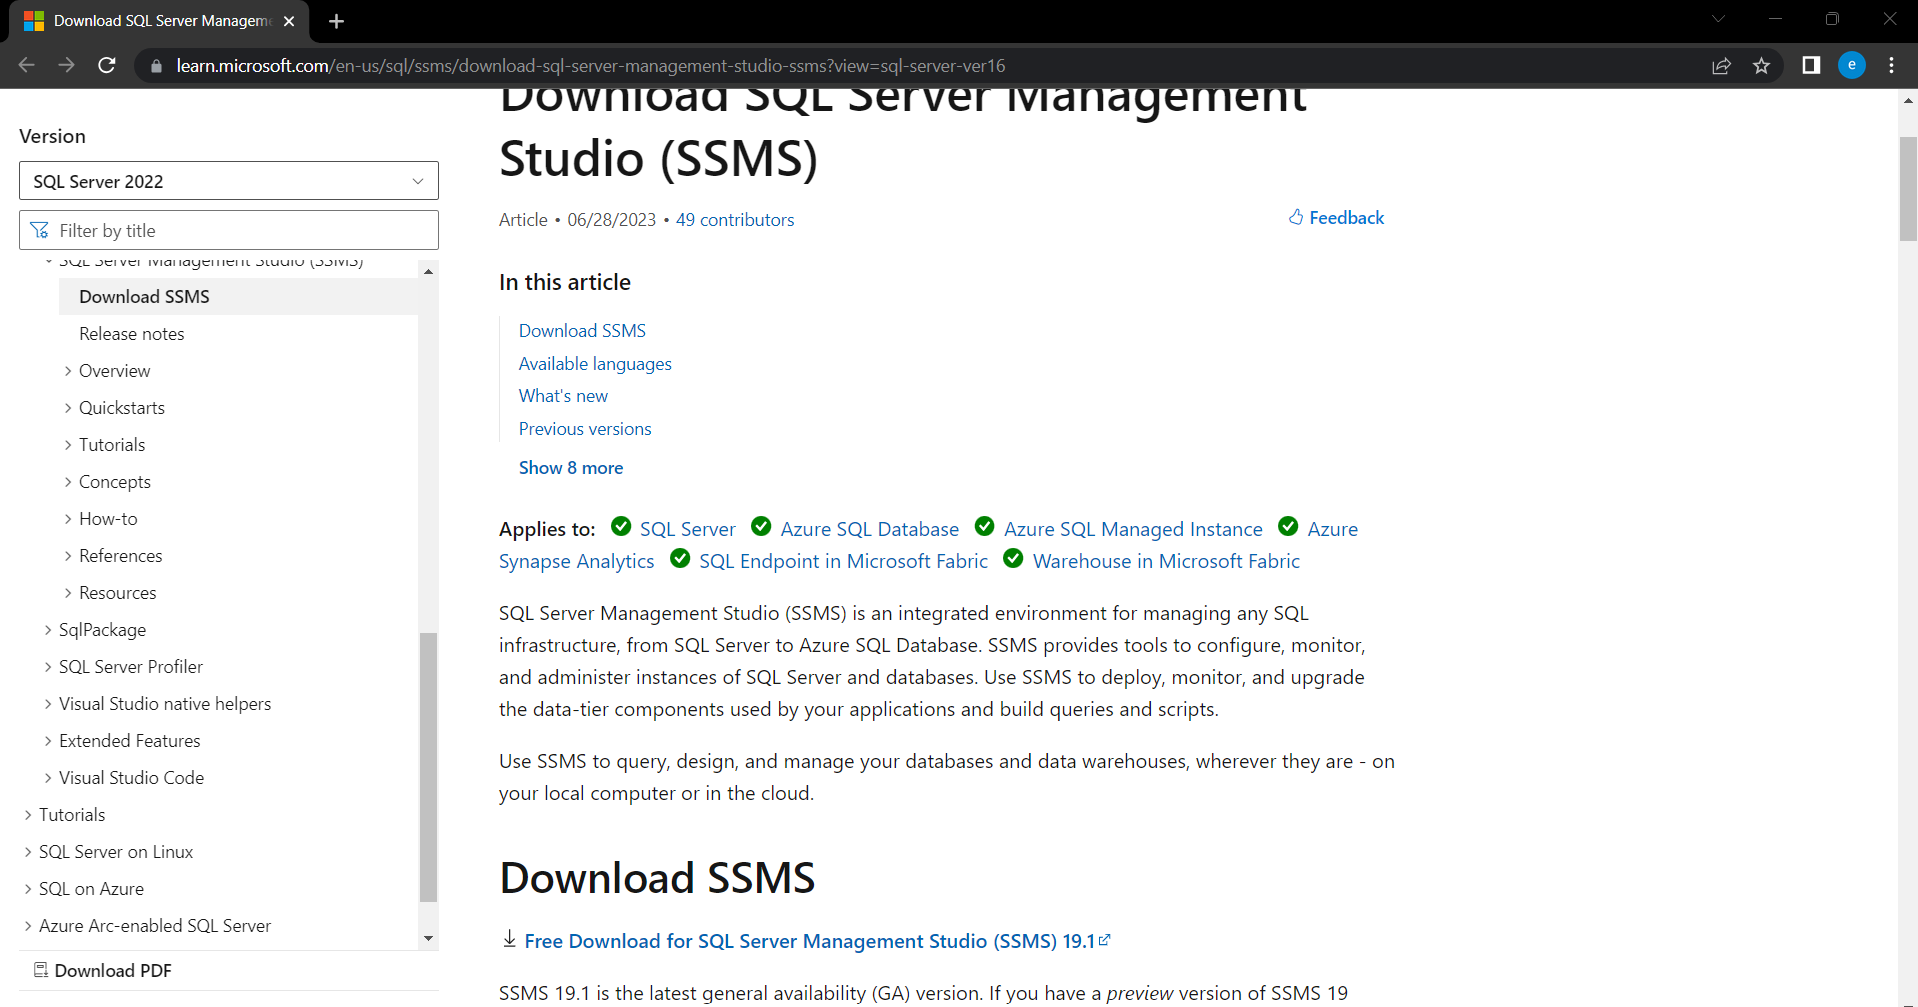 Download SQL Server Managem
learn.microsoft.com/en-us/sql/ssms/download-sql-server-management-studio-ssms?view=sql-server-ver16
e
Version
SQL Server 2022
Filter by title
SQL Server Management Studio (SSMS)
Download SSMS
Release notes
Overview
Quickstarts
Tutorials
Concepts
How-to
References
Resources
SqlPackage
SQL Server Profiler
Visual Studio native helpers
Extended Features
Visual Studio Code
Tutorials
SQL Server on Linux
SQL on Azure
Azure Arc-enabled SQL Server
Download PDF
Download SQL Server Management
Studio (SSMS)
Article • 06/28/2023 • 49 contributors
Feedback
In this article
Download SSMS
Available languages
What's new
Previous versions
Show 8 more
Applies to: SQL Server Azure SQL Database Azure SQL Managed Instance Azure
Synapse Analytics SQL Endpoint in Microsoft Fabric Warehouse in Microsoft Fabric
SQL Server Management Studio (SSMS) is an integrated environment for managing any SQL
infrastructure, from SQL Server to Azure SQL Database. SSMS provides tools to configure, monitor,
and administer instances of SQL Server and databases. Use SSMS to deploy, monitor, and upgrade
the data-tier components used by your applications and build queries and scripts.
Use SSMS to query, design, and manage your databases and data warehouses, wherever they are - on
your local computer or in the cloud.
Download SSMS
Free Download for SQL Server Management Studio (SSMS) 19.1
SSMS 19.1 is the latest general availability (GA) version. If you have a preview version of SSMS 19